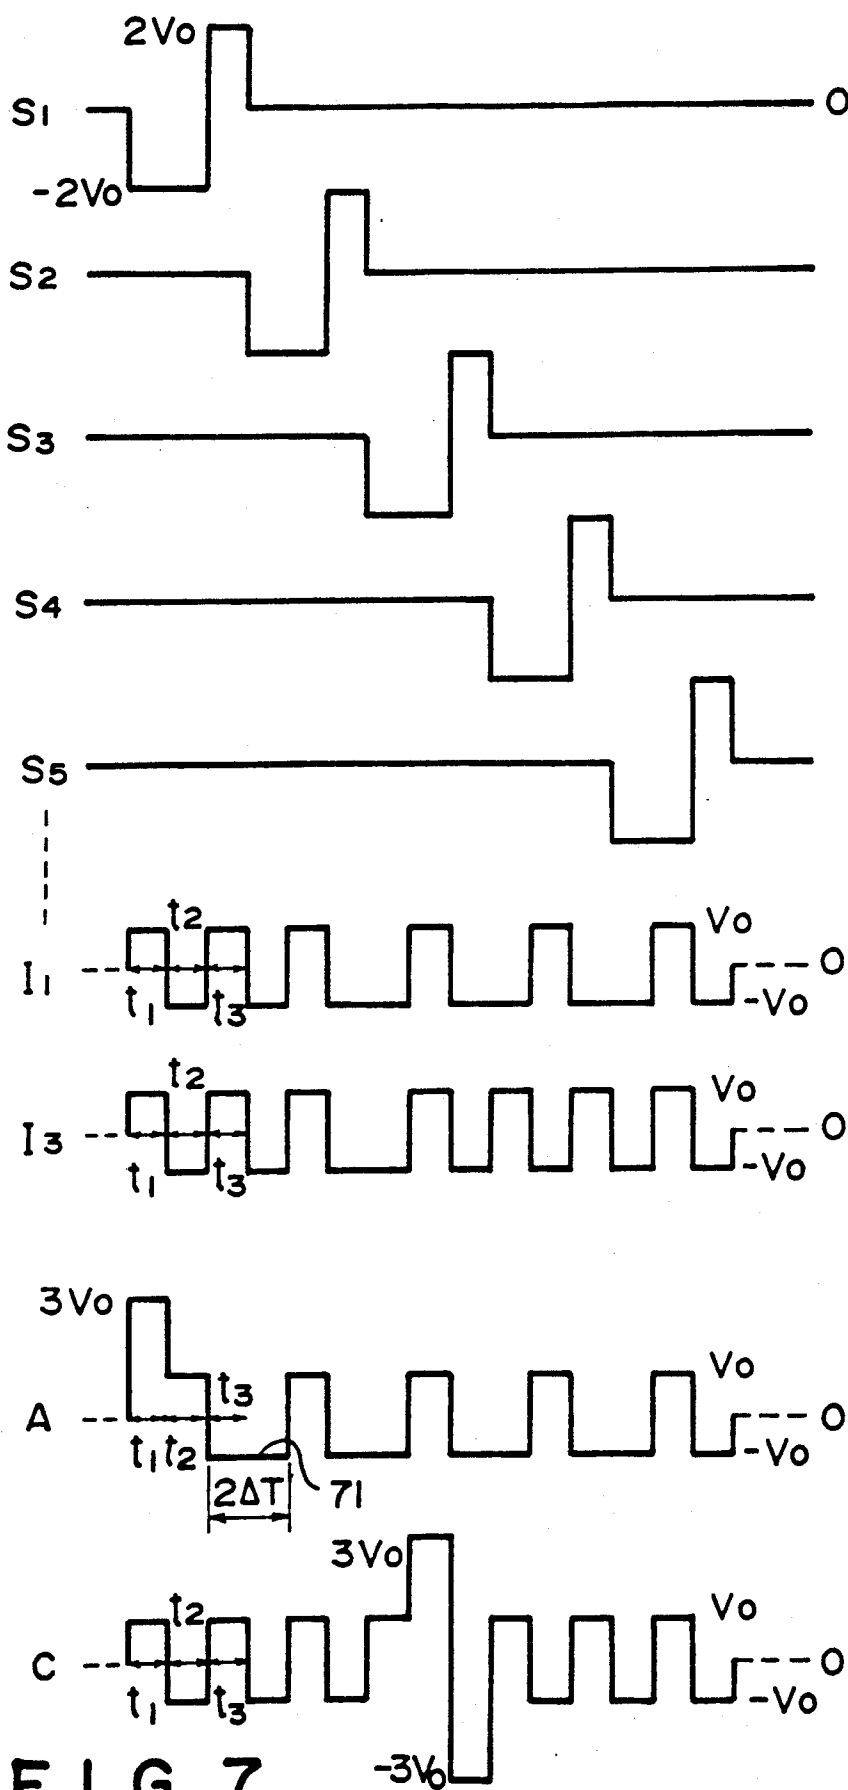 2Vo
S1 0
-2Vo
S2
S3
S4
S5
t2 Vo
I1 0
t1 t3 -Vo
t2 Vo
I3 0
t1 t3 -Vo
3Vo
t3 Vo
A 0
t1 t2 -Vo
2ΔT 71
3Vo
t2 Vo
C 0
t1 t3 -Vo
-3Vo
FIG. 7